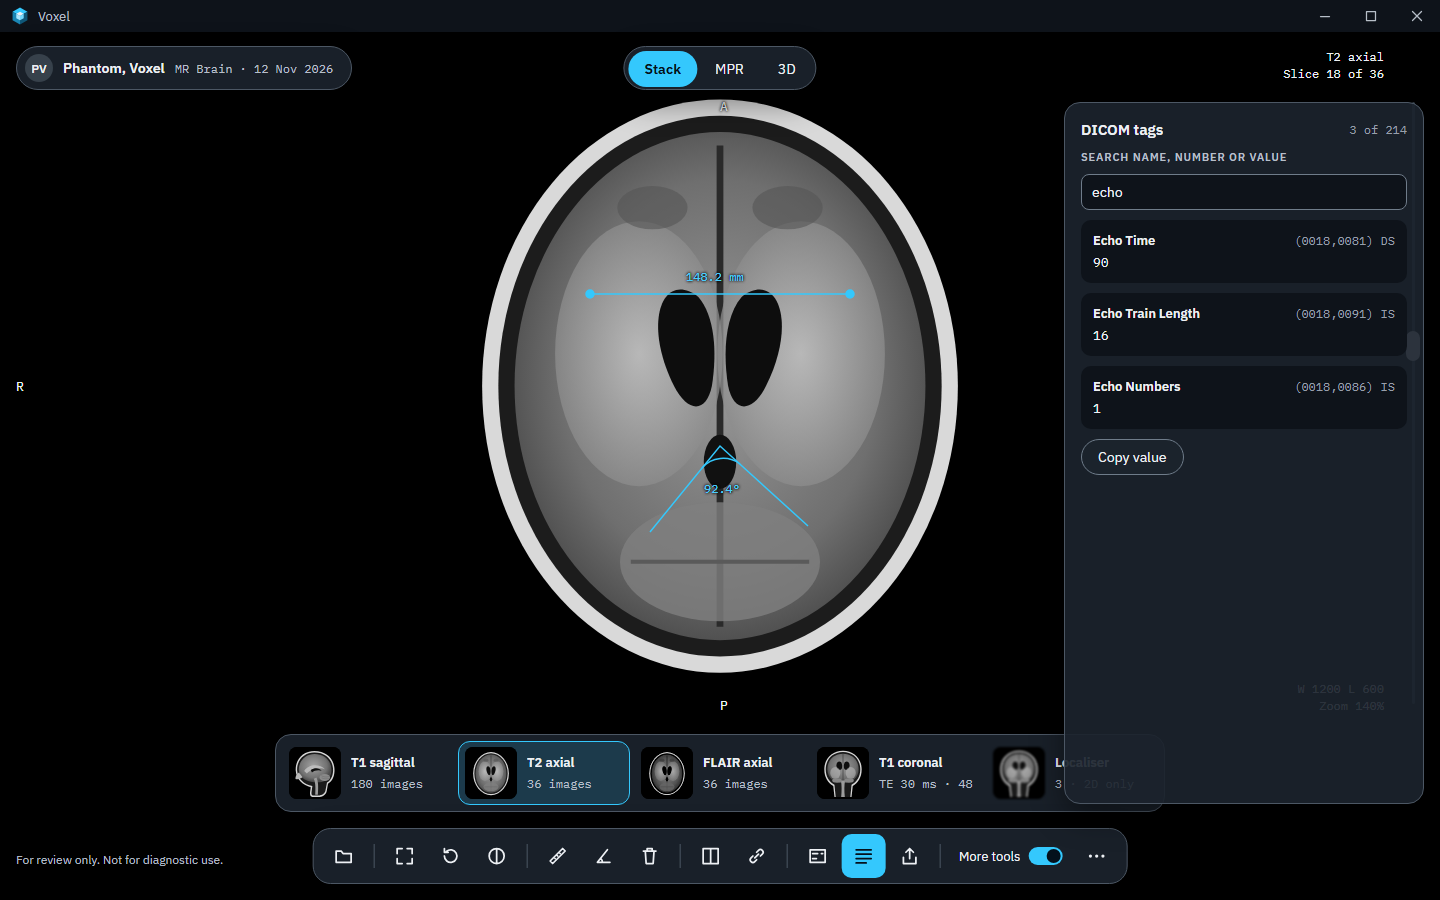 Voxel
PV Phantom, Voxel MR Brain · 12 Nov 2026
Stack MPR 3D
T2 axial
Slice 18 of 36
A
R
P
148.2 mm
92.4°
DICOM tags 3 of 214
SEARCH NAME, NUMBER OR VALUE
echo
Echo Time (0018,0081) DS
90
Echo Train Length (0018,0091) IS
16
Echo Numbers (0018,0086) IS
1
Copy value
W 1200 L 600
Zoom 148%
T1 sagittal
180 images
T2 axial
36 images
FLAIR axial
36 images
T1 coronal
TE 30 ms · 48
Localiser
3 · 2D only
For review only. Not for diagnostic use.
More tools